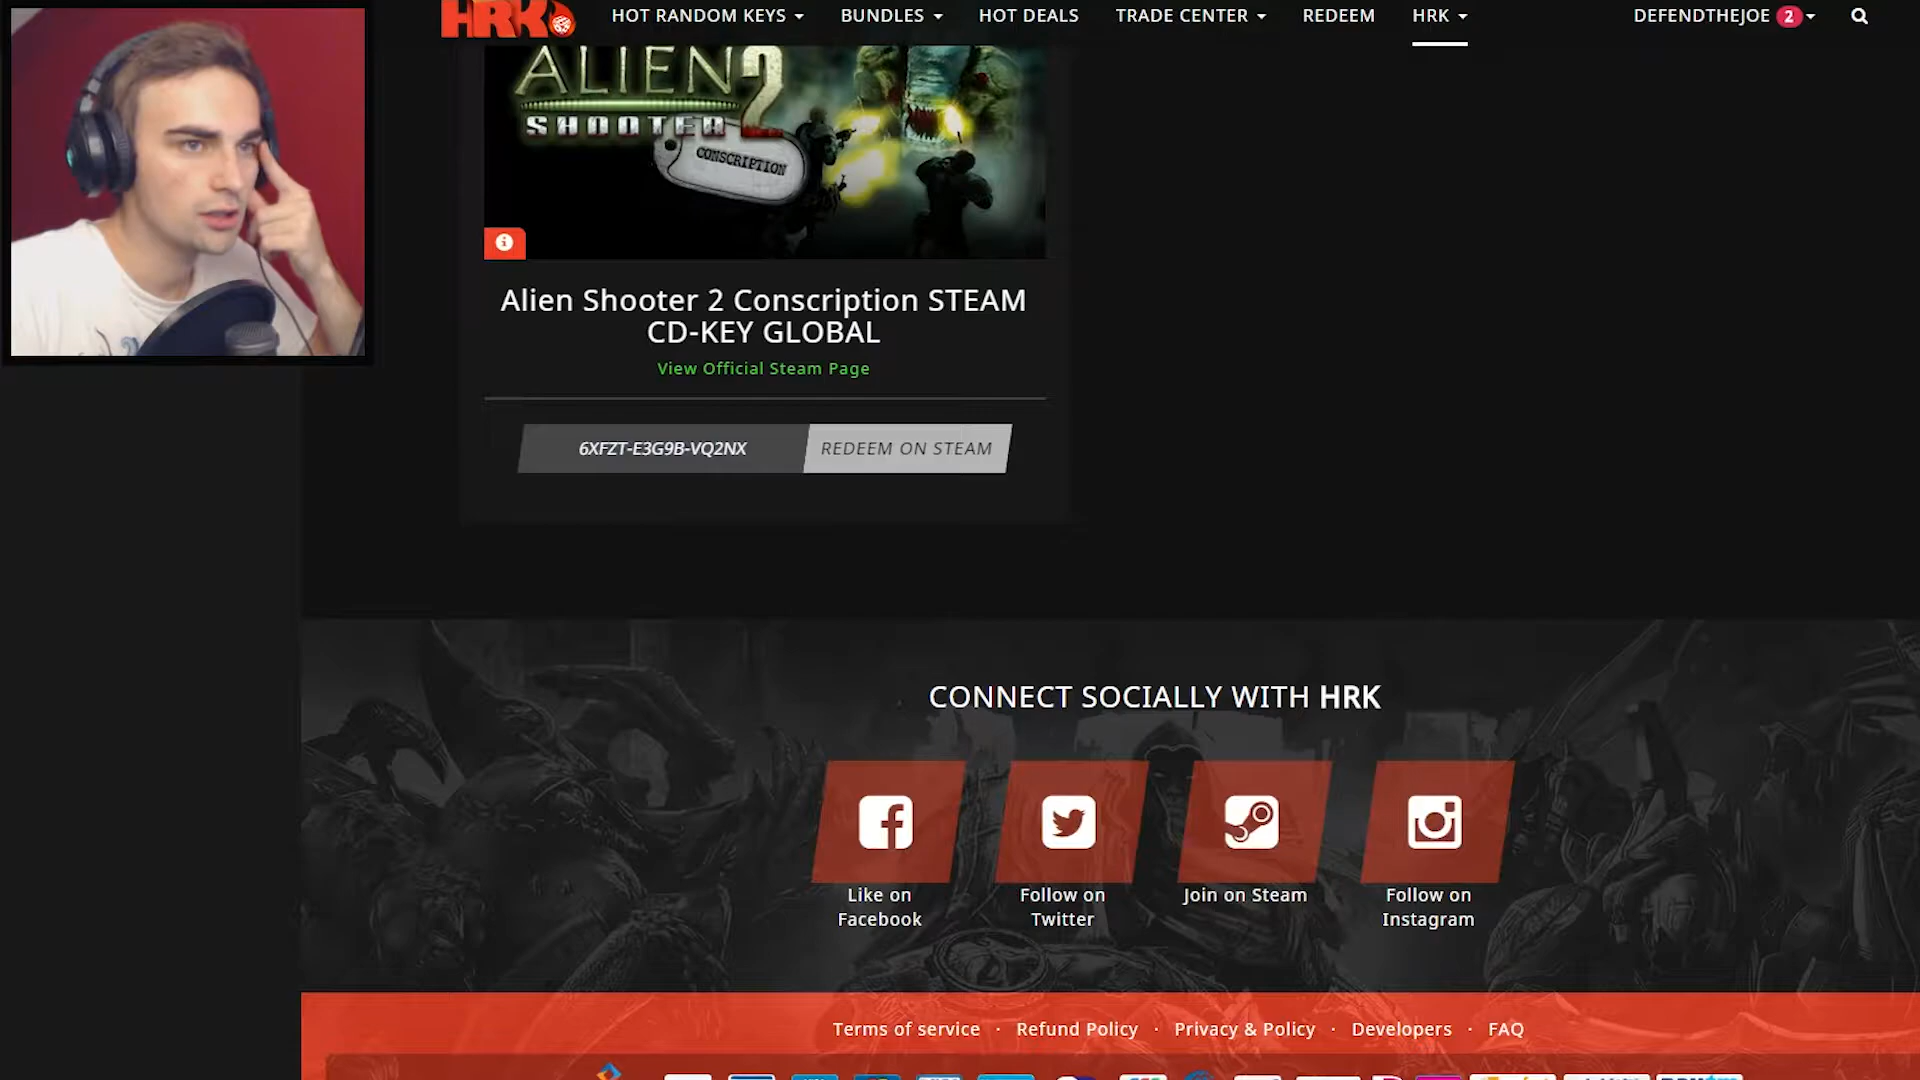 HRK
HOT RANDOM KEYS
BUNDLES
HOT DEALS
TRADE CENTER
REDEEM
HRK
DEFENDTHEJOE 2
ALIEN
SHOOTER 2
CONSCRIPTION
Alien Shooter 2 Conscription STEAM
CD-KEY GLOBAL
View Official Steam Page
6XFZT-E3G9B-VQ2NX
REDEEM ON STEAM
CONNECT SOCIALLY WITH HRK
Like on
Facebook
Follow on
Twitter
Join on Steam
Follow on
Instagram
Terms of service · Refund Policy · Privacy & Policy · Developers · FAQ